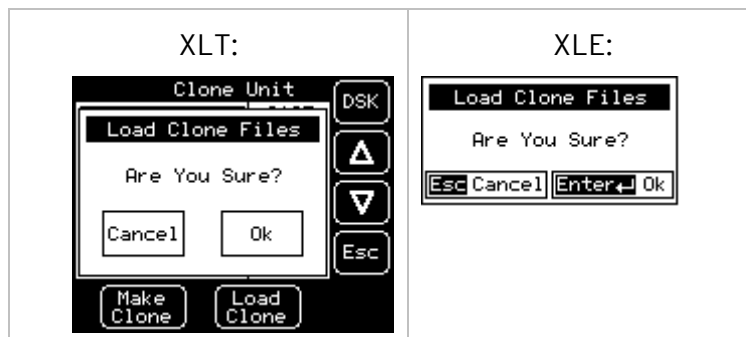 XLT:
Clone Unit
DSK
Load Clone Files
Are You Sure?
Cancel Ok
Esc
Make Clone
Load Clone
XLE:
Load Clone Files
Are You Sure?
Esc Cancel Enter↵ Ok